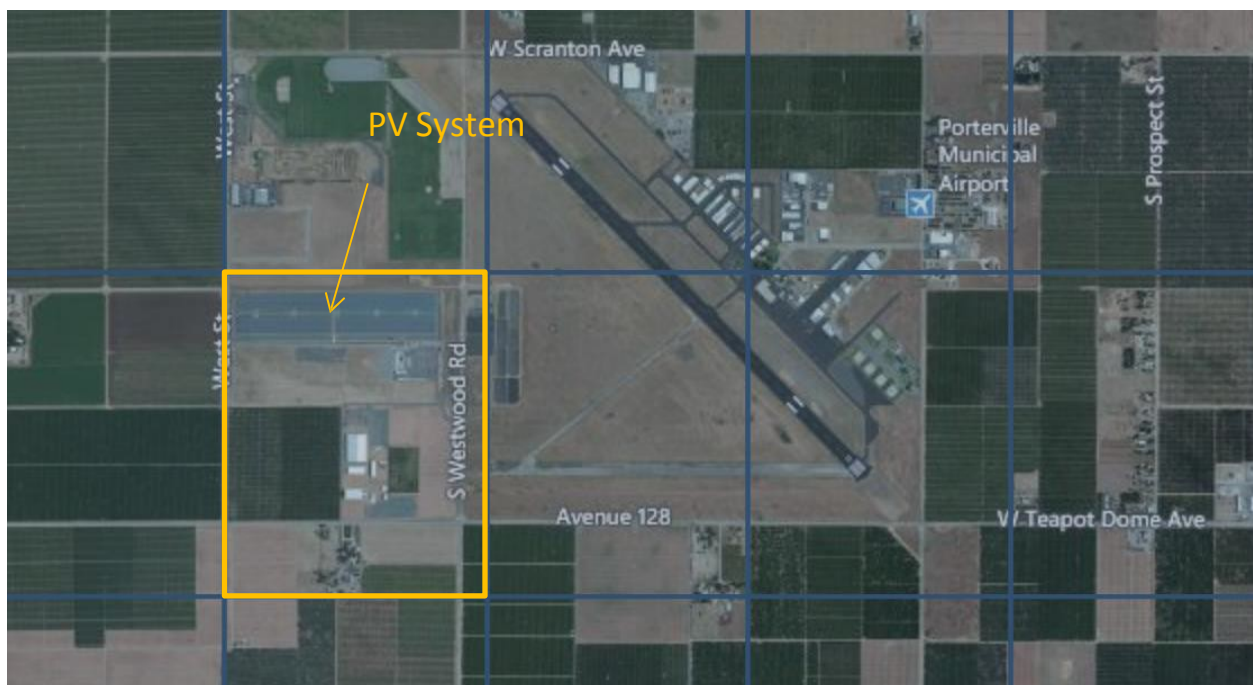 W Scranton Ave
West St
PV System
Porterville
Municipal
Airport
S Prospect St
West St
S Westwood Rd
Avenue 128
W Teapot Dome Ave